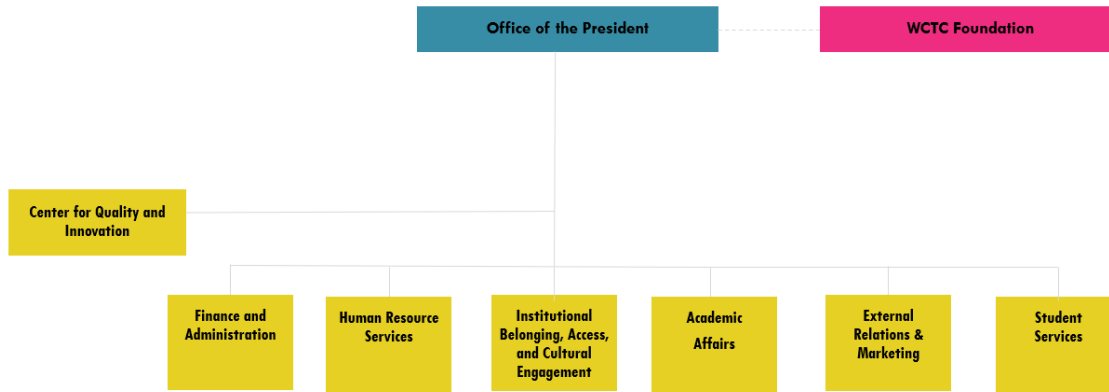 Office of the President
WCTC Foundation
Center for Quality and
Innovation
Finance and
Administration
Human Resource
Services
Institutional
Belonging, Access,
and Cultural
Engagement
Academic
Affairs
External
Relations &
Marketing
Student
Services